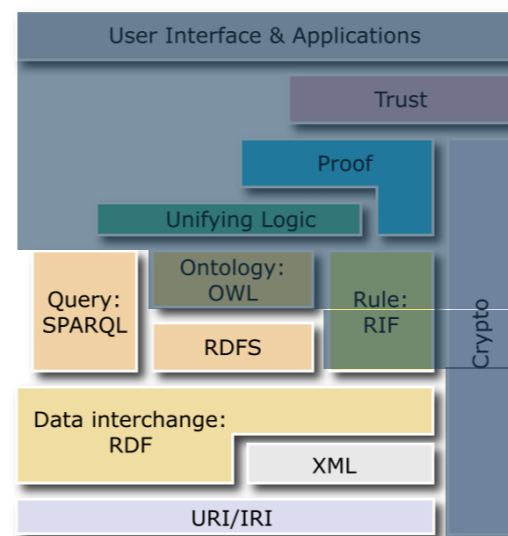 User Interface & Applications
Trust
Proof
Unifying Logic
Ontology:
OWL
Query:
SPARQL
Rule:
RIF
Crypto
RDFS
Data interchange:
RDF
XML
URI/IRI